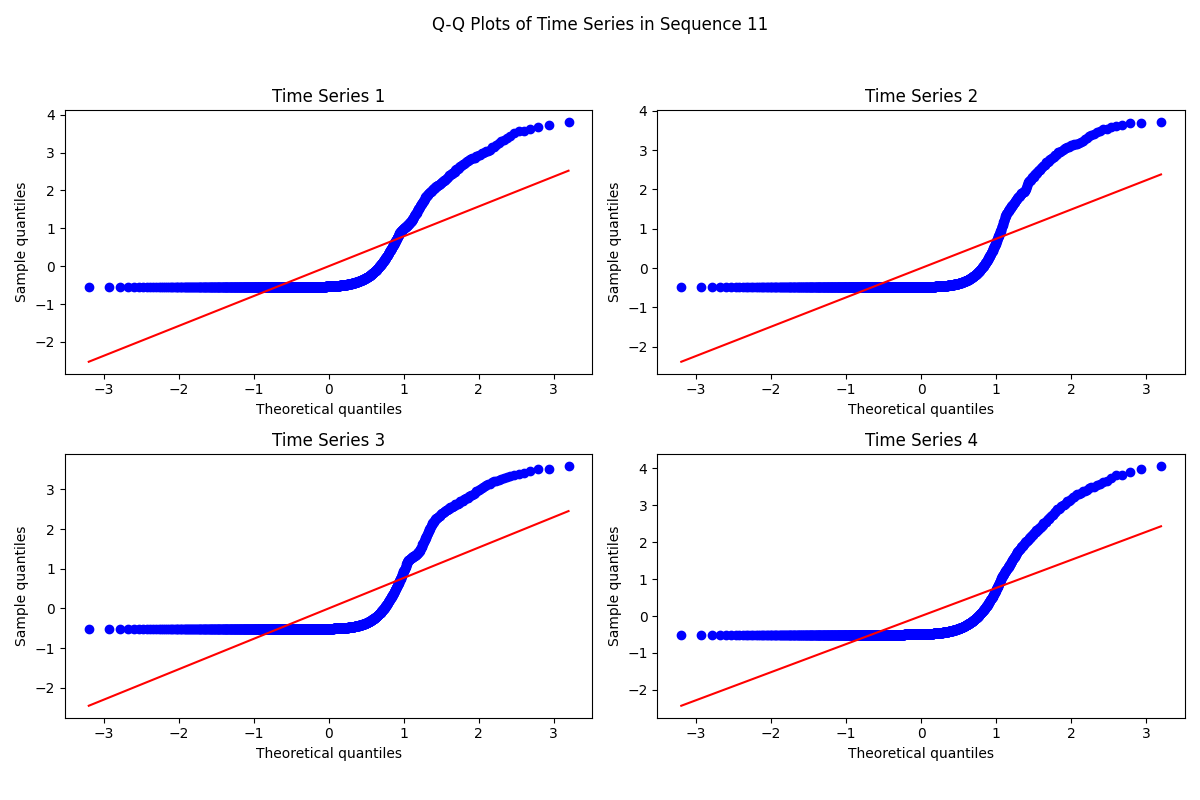 Q-Q Plots of Time Series in Sequence 11
Time Series 1
Sample quantiles
4
3
2
1
0
−1
−2
−3 −2 −1 0 1 2 3
Theoretical quantiles
Time Series 2
Sample quantiles
4
3
2
1
0
−1
−2
−3 −2 −1 0 1 2 3
Theoretical quantiles
Time Series 3
Sample quantiles
3
2
1
0
−1
−2
−3 −2 −1 0 1 2 3
Theoretical quantiles
Time Series 4
Sample quantiles
4
3
2
1
0
−1
−2
−3 −2 −1 0 1 2 3
Theoretical quantiles